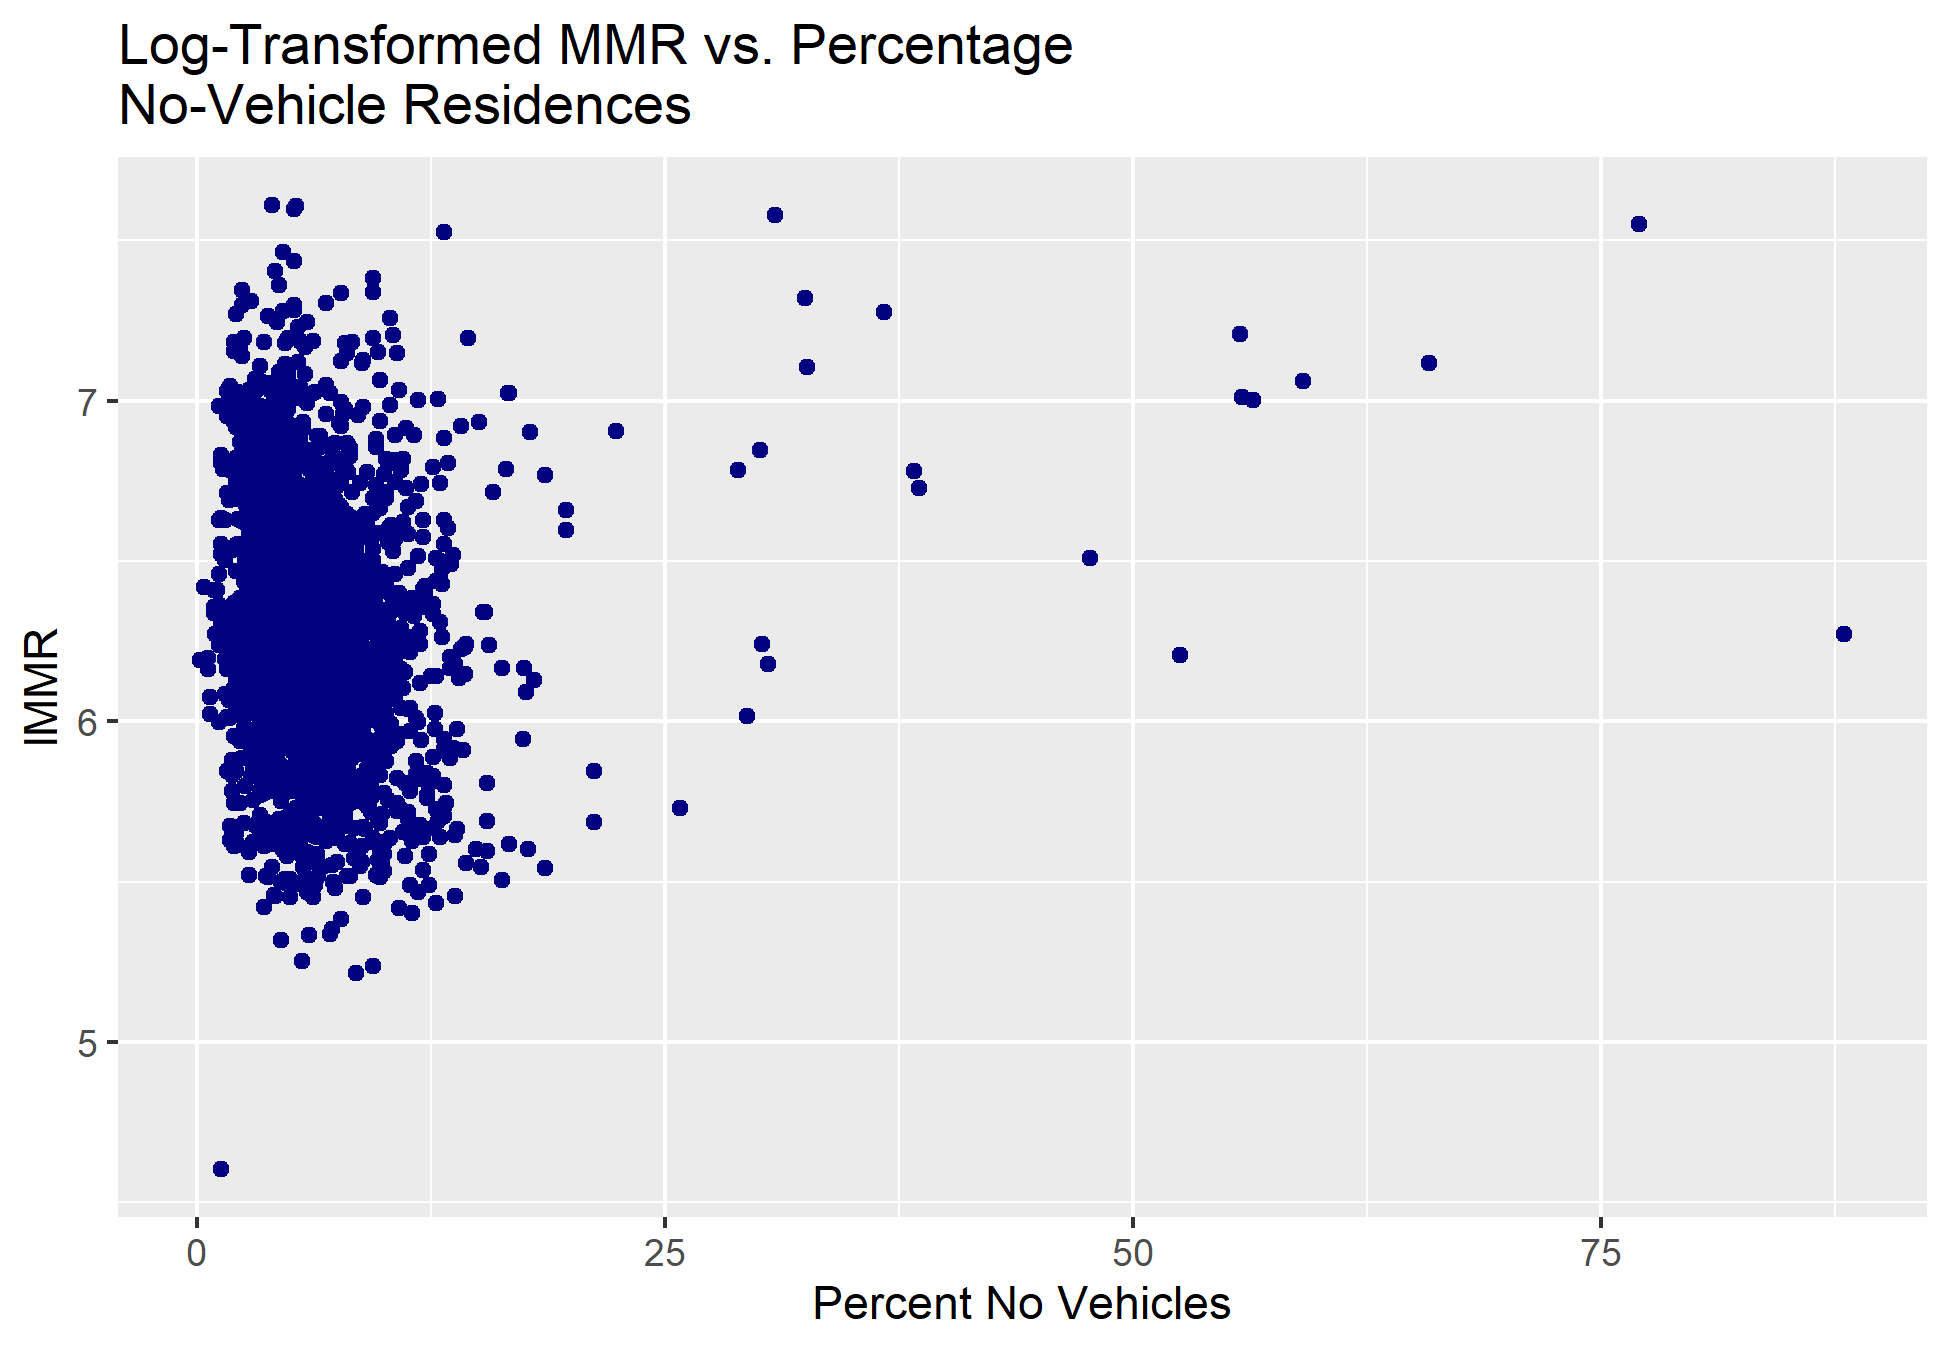 Log-Transformed MMR vs. Percentage
No-Vehicle Residences
lMMR
7
6
5
0 25 50 75
Percent No Vehicles